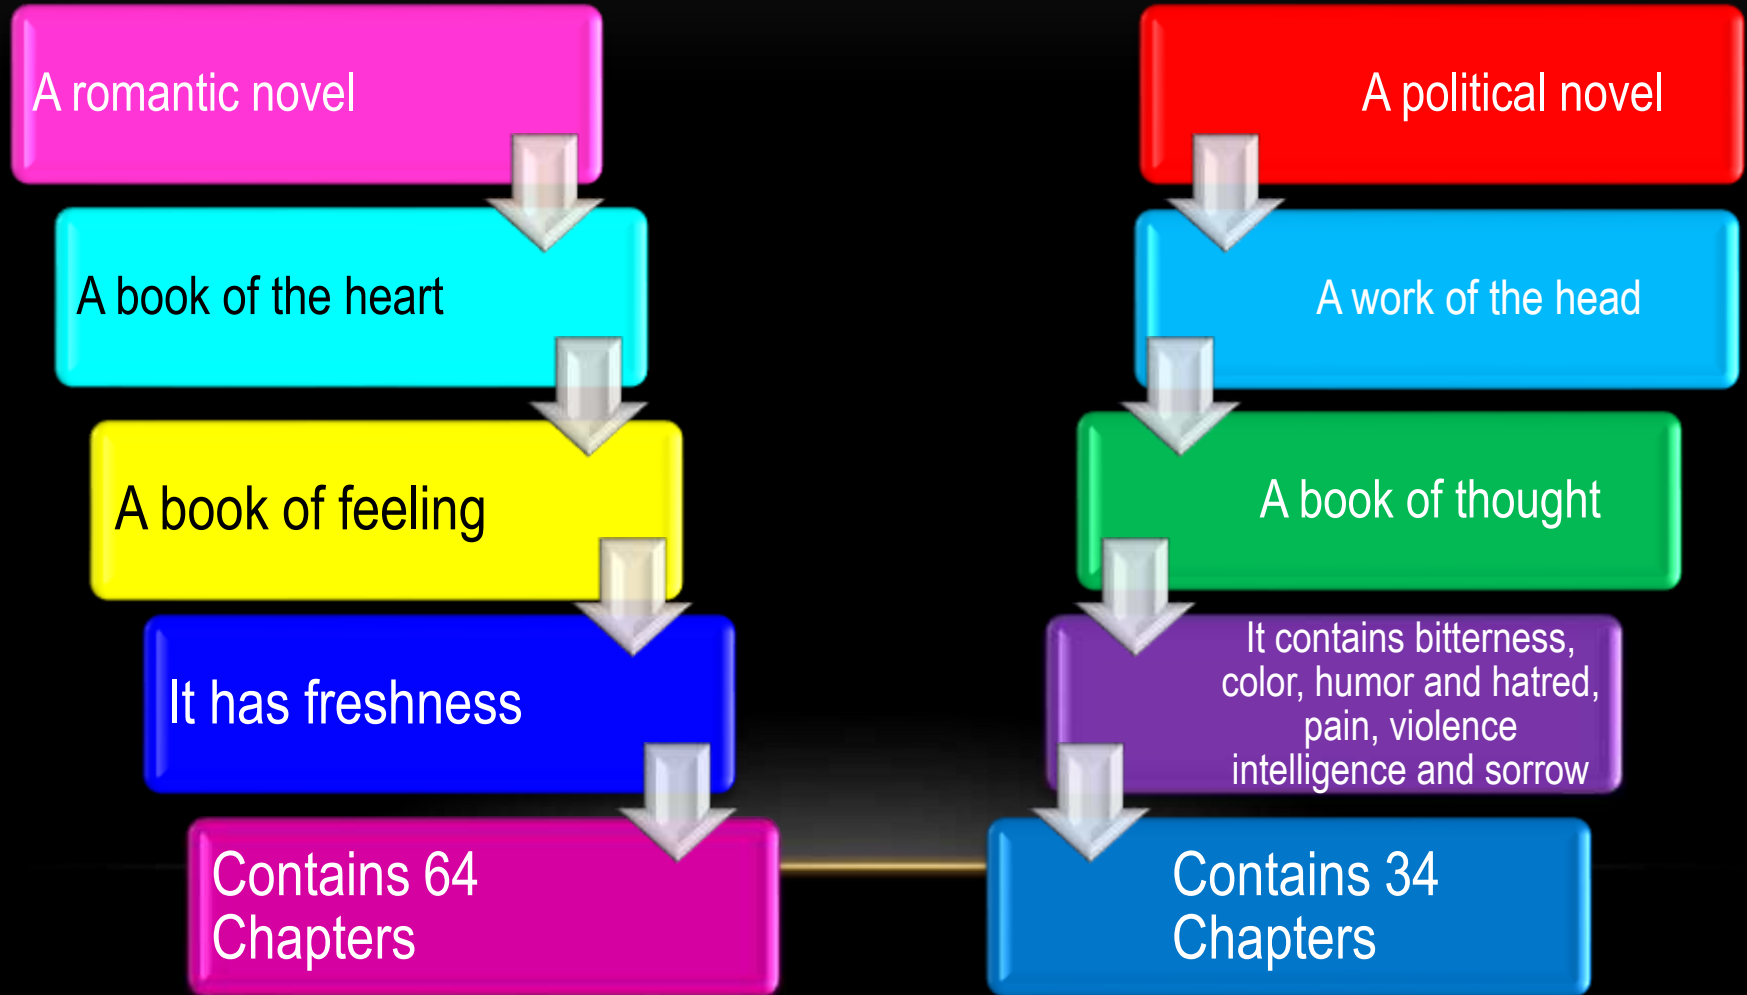 A romantic novel
A book of the heart
A book of feeling
It has freshness
Contains 64
Chapters
A political novel
A work of the head
A book of thought
It contains bitterness,
color, humor and hatred,
pain, violence
intelligence and sorrow
Contains 34
Chapters